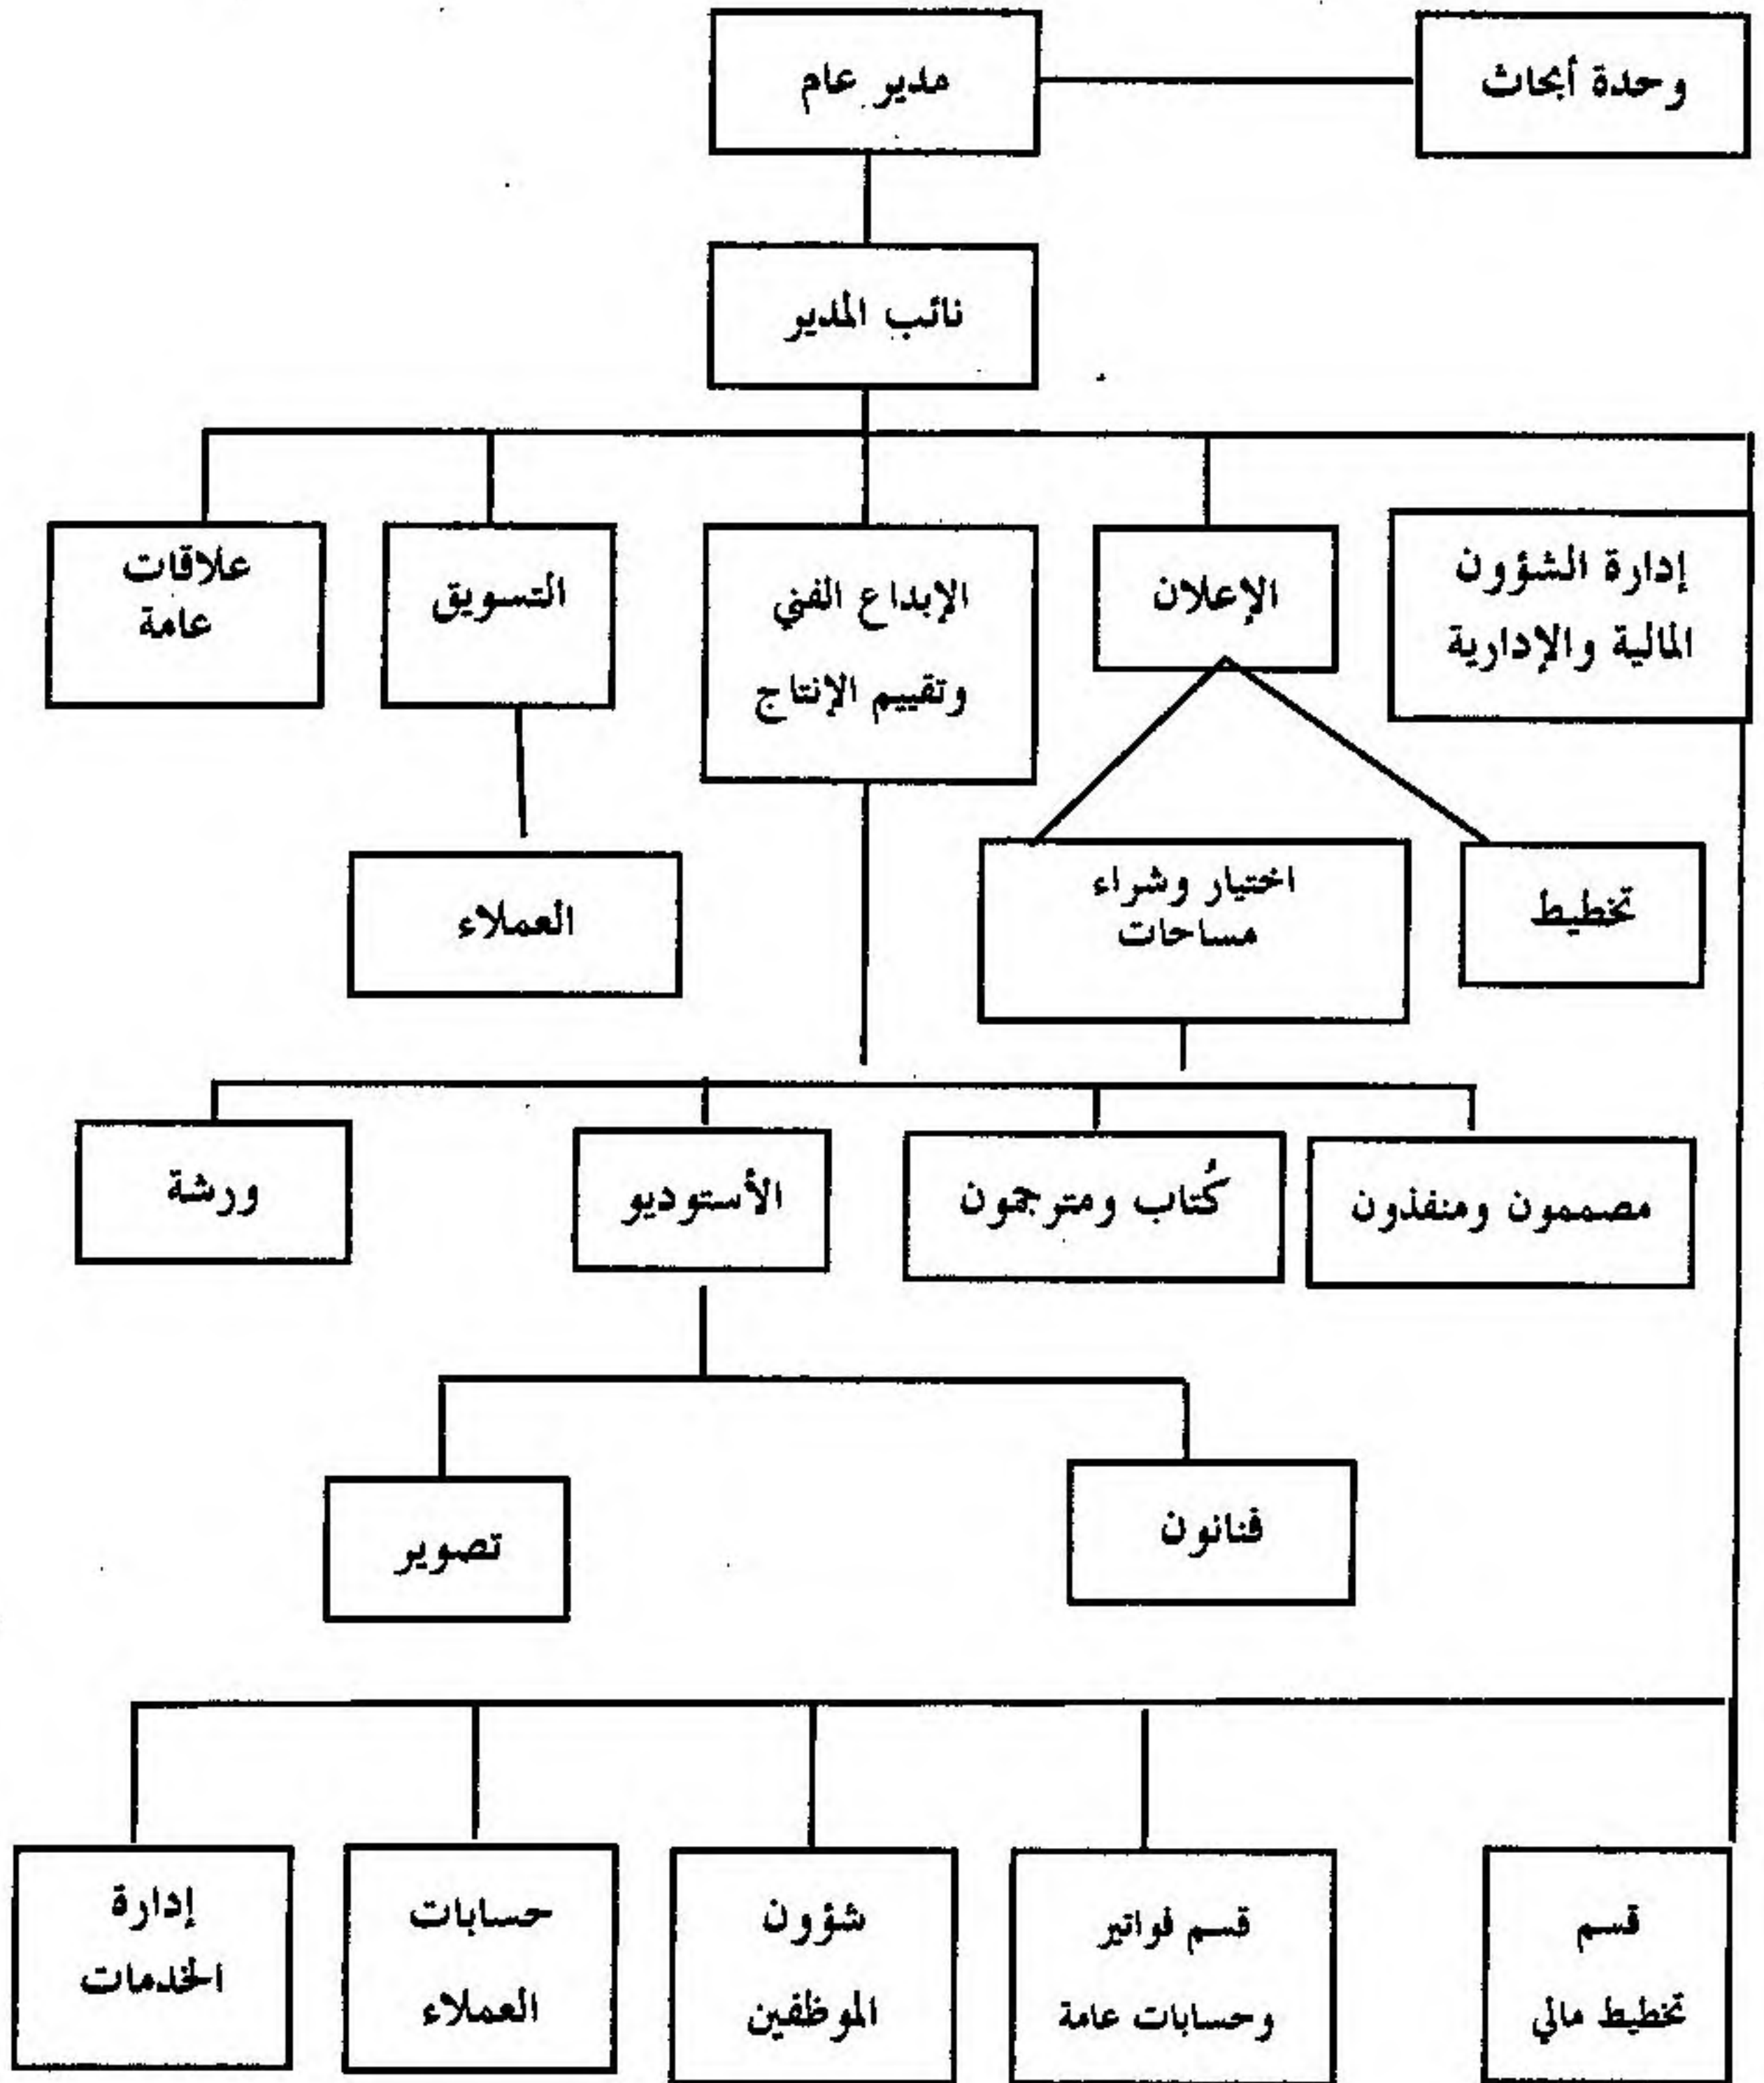 مدير عام
وحدة أبحاث
نائب المدير
إدارة الشؤون
المالية والإدارية
الإعلان
الإبداع الفني
وتقييم الإنتاج
التسويق
علاقات
عامة
تخطيط
اختيار وشراء
مساحات
العملاء
مصممون ومنفذون
كُتاب ومترجمون
الأستوديو
ورشة
فنانون
تصوير
قسم
تخطيط مالي
قسم فواتير
وحسابات عامة
شؤون
الموظفين
حسابات
العملاء
إدارة
الخدمات